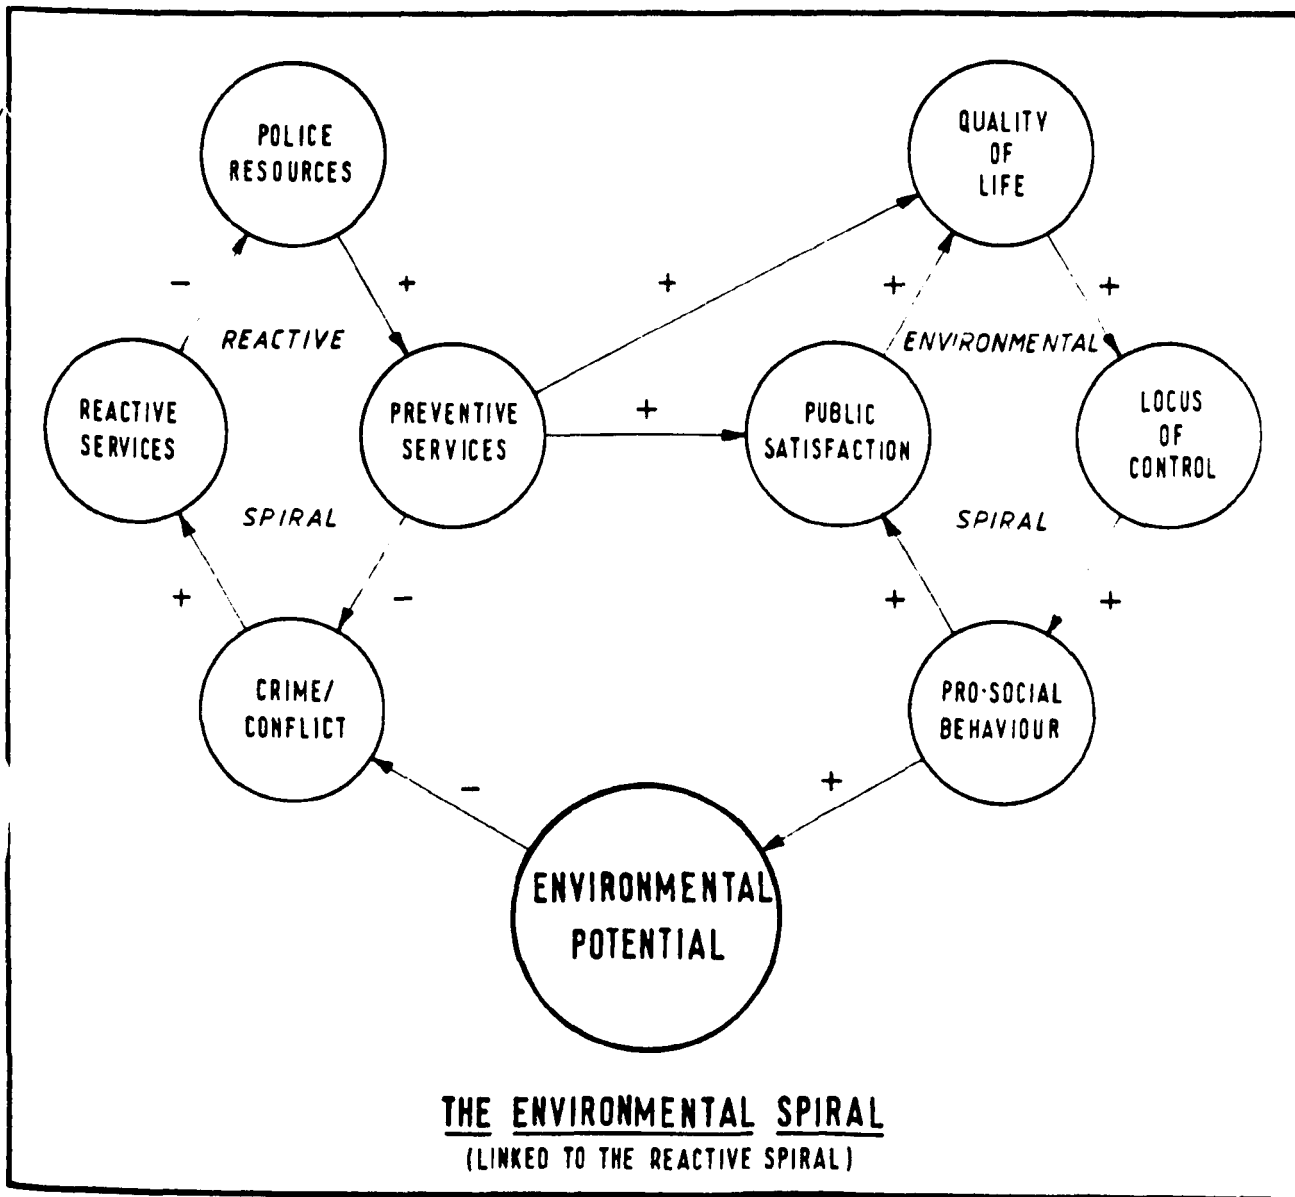 POLICE
RESOURCES
QUALITY
OF
LIFE
-
+
+
+
+
REACTIVE
ENVIRONMENTAL
REACTIVE
SERVICES
PREVENTIVE
SERVICES
+
PUBLIC
SATISFACTION
LOCUS
OF
CONTROL
SPIRAL
SPIRAL
+
-
+
+
CRIME/
CONFLICT
PRO-SOCIAL
BEHAVIOUR
-
+
ENVIRONMENTAL
POTENTIAL
THE ENVIRONMENTAL SPIRAL
(LINKED TO THE REACTIVE SPIRAL)